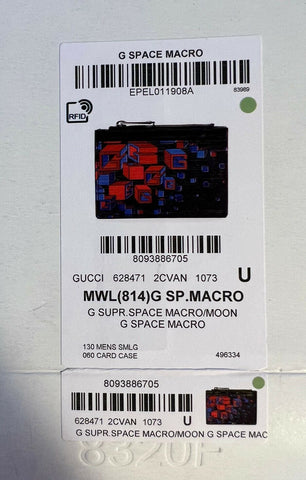 G SPACE MACRO
EPEL011908A
83989
RFID
8093886705
GUCCI 628471 2CVAN 1073 U
MWL(814)G SP.MACRO
G SUPR.SPACE MACRO/MOON
G SPACE MACRO
130 MENS SMLG
060 CARD CASE 496334
8093886705
628471 2CVAN 1073 U
G SUPR.SPACE MACRO/MOON G SPACE MAC